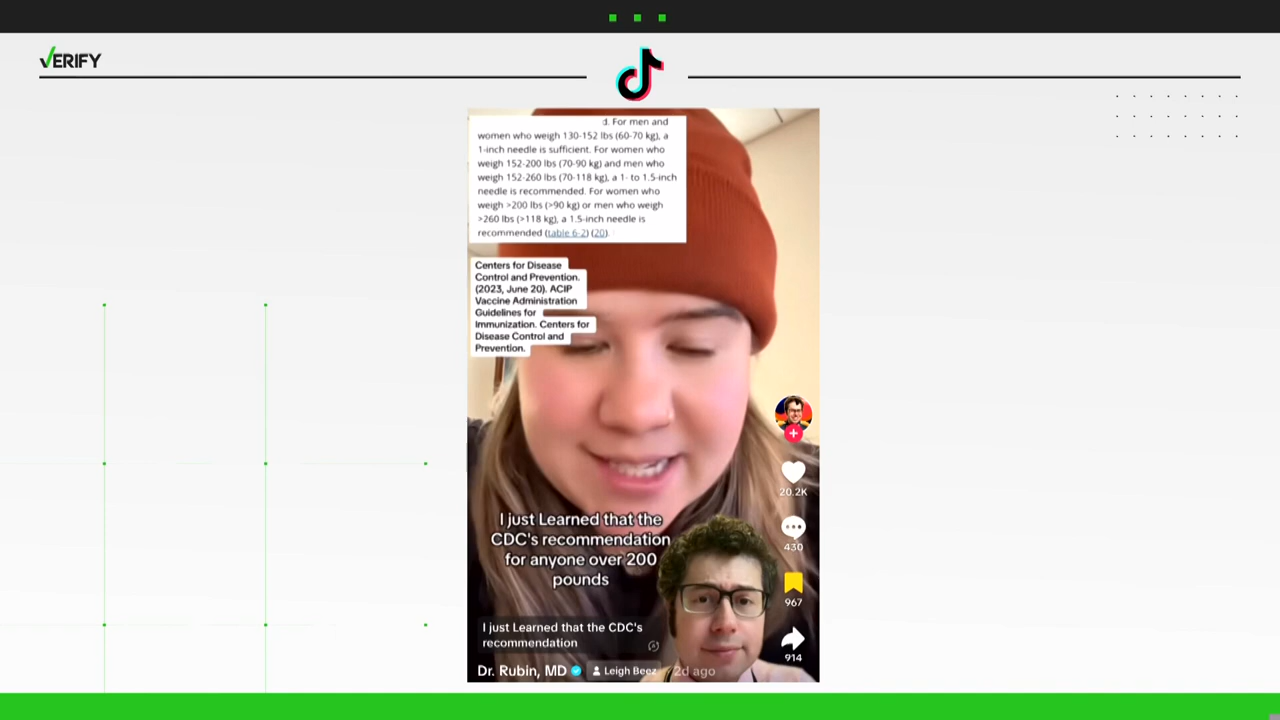 VERIFY
d. For men and
women who weigh 130-152 lbs (60-70 kg), a
1-inch needle is sufficient. For women who
weigh 152-200 lbs (70-90 kg) and men who
weigh 152-260 lbs (70-118 kg), a 1- to 1.5-inch
needle is recommended. For women who
weigh >200 lbs (>90 kg) or men who weigh
>260 lbs (>118 kg), a 1.5-inch needle is
recommended (table 6-2) (20).
Centers for Disease
Control and Prevention.
(2023, June 20). ACIP
Vaccine Administration
Guidelines for
Immunization. Centers for
Disease Control and
Prevention.
20.2K
430
967
914
I just Learned that the
CDC's recommendation
for anyone over 200
pounds
I just Learned that the CDC's
recommendation
Dr. Rubin, MD Leigh Beez 2d ago